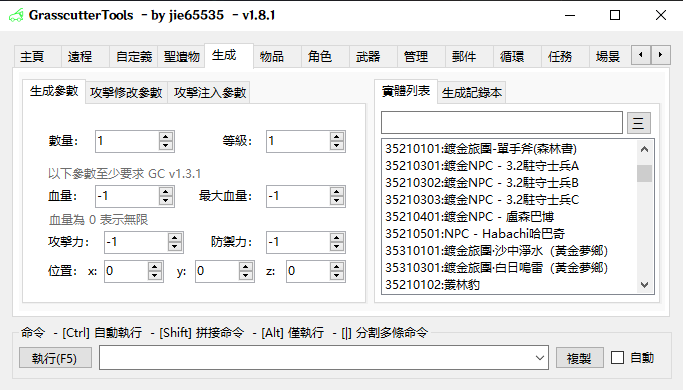 GrasscutterTools - by jie65535 - v1.8.1
主頁 遠程 自定義 聖遺物 生成 物品 角色 武器 管理 郵件 循環 任務 場景
生成參數 攻擊修改參數 攻擊注入參數
數量： 1 等級： 1
以下參數至少要求 GC v1.3.1
血量： -1 最大血量： -1
血量為 0 表示無限
攻擊力： -1 防禦力： -1
位置： x: 0 y: 0 z: 0
實體列表 生成記錄本
三
35210101:鍍金旅團-單手斧(森林書)
35210301:鍍金NPC - 3.2駐守士兵A
35210302:鍍金NPC - 3.2駐守士兵B
35210303:鍍金NPC - 3.2駐守士兵C
35210401:鍍金NPC - 盧森巴博
35210501:NPC - Habachi哈巴奇
35310101:鍍金旅團·沙中淨水（黃金夢鄉）
35310301:鍍金旅團·白日鳴雷（黃金夢鄉）
35210102:叢林豹
命令 - [Ctrl] 自動執行 - [Shift] 拼接命令 - [Alt] 僅執行 - [|] 分割多條命令
執行(F5) 複製 自動